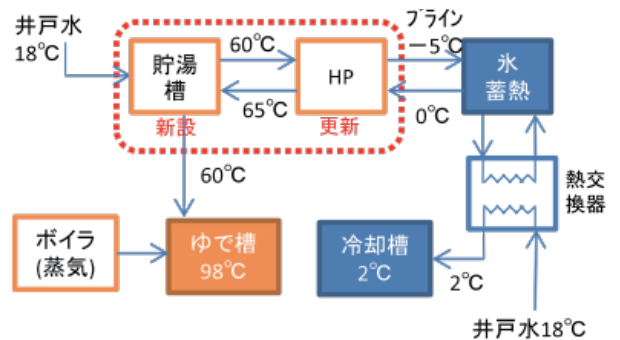 井戸水
18℃
60℃
ブライン
－5℃
貯湯
槽
HP
氷
蓄熱
65℃
0℃
新設
更新
60℃
熱交
換器
ボイラ
(蒸気)
ゆで槽
98℃
冷却槽
2℃
2℃
井戸水18℃